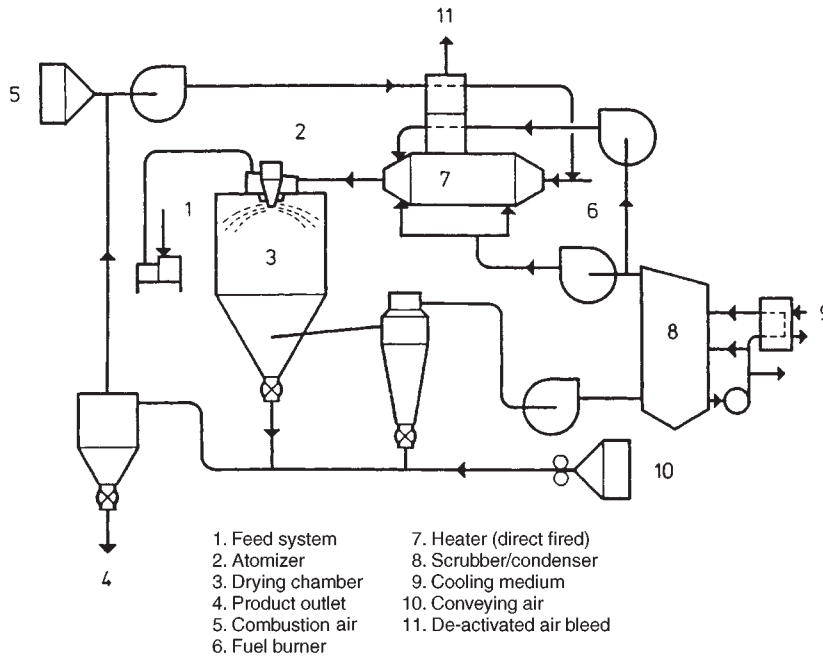 11
5
2
7
1
6
3
9
8
10
4
1. Feed system
2. Atomizer
3. Drying chamber
4. Product outlet
5. Combustion air
6. Fuel burner
7. Heater (direct fired)
8. Scrubber/condenser
9. Cooling medium
10. Conveying air
11. De-activated air bleed